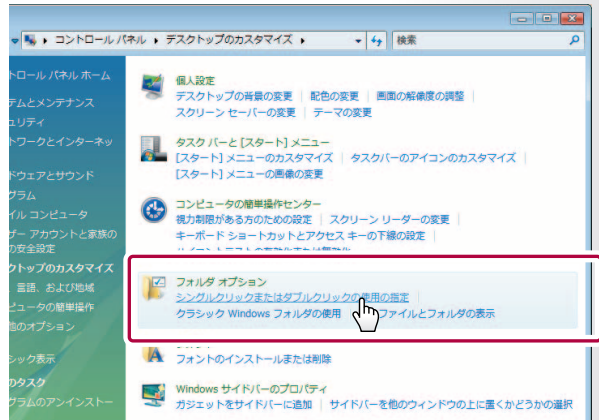 コントロール パネル ▸ デスクトップのカスタマイズ ▸
検索
トロール パネル ホーム
テムとメンテナンス
ュリティ
トワークとインターネッ
ドウェアとサウンド
グラム
イル コンピュータ
ザー アカウントと家族の
の安全設定
クトップのカスタマイズ
言語、および地域
ピュータの簡単操作
他のオプション
シック表示
のタスク
グラムのアンインストー
個人設定
デスクトップの背景の変更 | 配色の変更 | 画面の解像度の調整
スクリーン セーバーの変更 | テーマの変更
タスク バーと [スタート] メニュー
[スタート] メニューのカスタマイズ | タスクバーのアイコンのカスタマイズ
[スタート] メニューの画像の変更
コンピュータの簡単操作センター
視力制限がある方のための設定 | スクリーン リーダーの変更
キーボード ショートカットとアクセス キーの下線の設定
フォルダ オプション
シングルクリックまたはダブルクリックの使用の指定
クラシック Windows フォルダの使用 ファイルとフォルダの表示
フォントのインストールまたは削除
Windows サイドバーのプロパティ
ガジェットをサイドバーに追加 | サイドバーを他のウィンドウの上に置くかどうかの選択